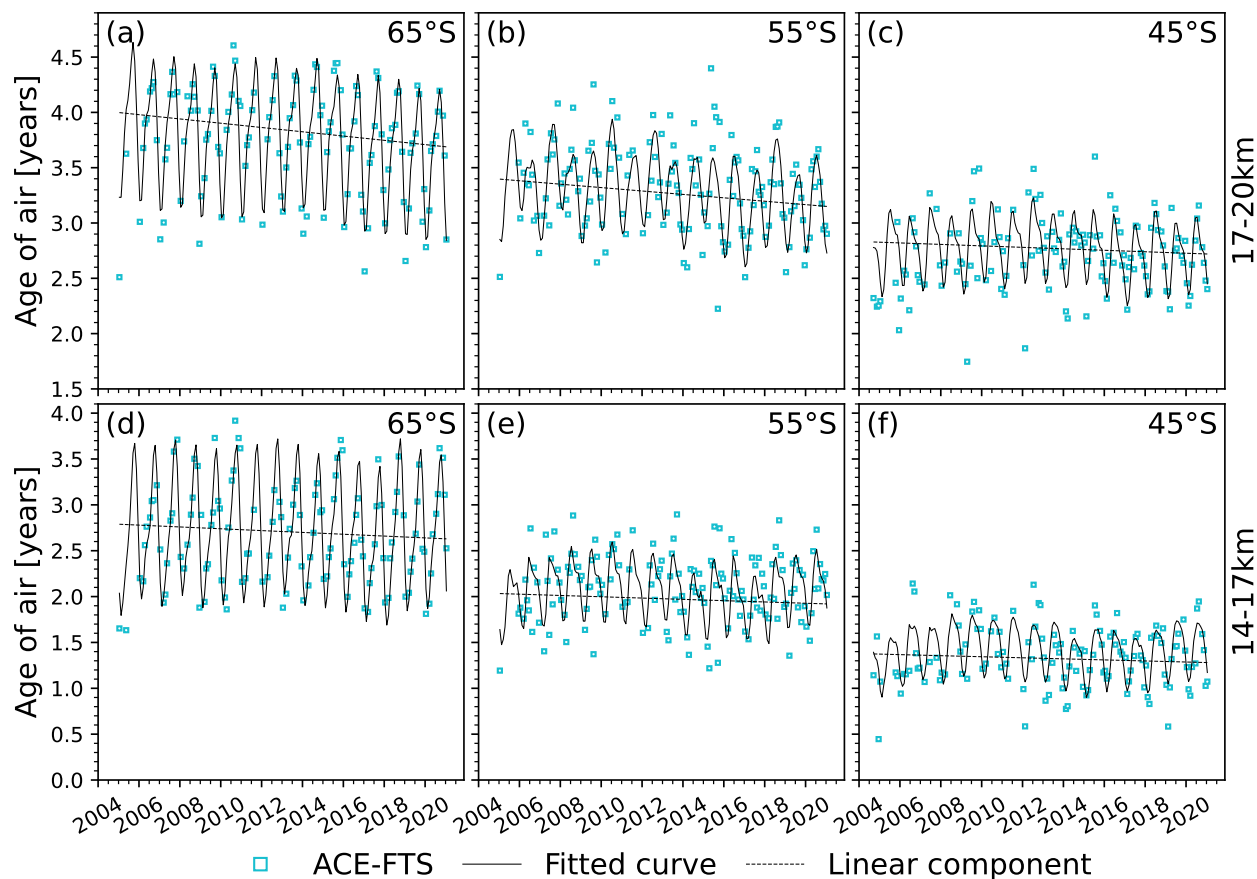 (a) 65°S (b) 55°S (c) 45°S
4.5
4.0
3.5
3.0
2.5
2.0
1.5
Age of air [years]
17-20km
(d) 65°S (e) 55°S (f) 45°S
4.0
3.5
3.0
2.5
2.0
1.5
1.0
0.5
0.0
Age of air [years]
14-17km
2004 2006 2008 2010 2012 2014 2016 2018 2020 2004 2006 2008 2010 2012 2014 2016 2018 2020 2004 2006 2008 2010 2012 2014 2016 2018 2020
ACE-FTS Fitted curve Linear component